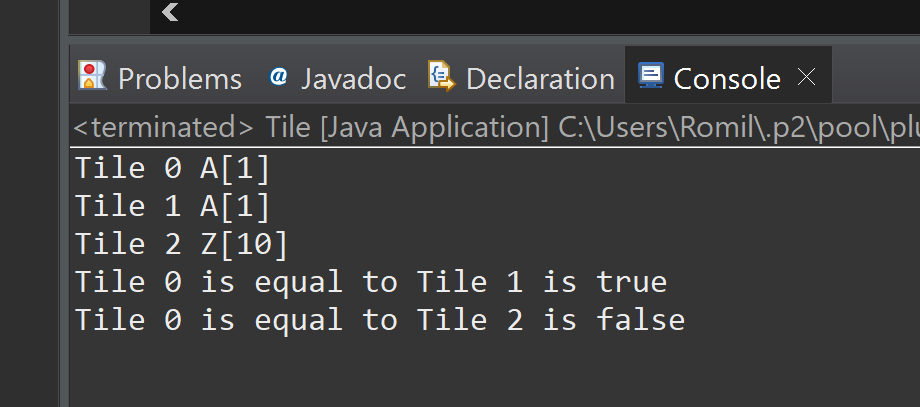 Problems @ Javadoc Declaration Console
<terminated> Tile [Java Application] C:\Users\Romil\.p2\pool\plu
Tile 0 A[1]
Tile 1 A[1]
Tile 2 Z[10]
Tile 0 is equal to Tile 1 is true
Tile 0 is equal to Tile 2 is false